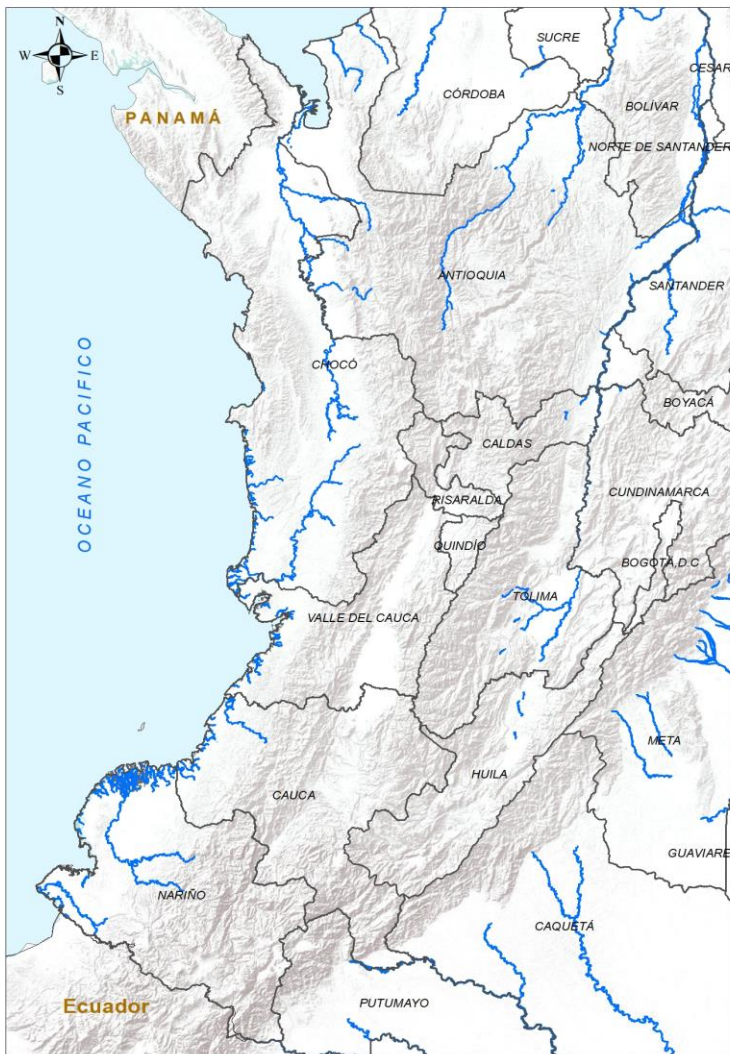 N
W E
S
PANAMÁ
SUCRE
CESAR
CÓRDOBA
BOLÍVAR
NORTE DE SANTANDER
ANTIOQUIA
SANTANDER
OCEANO PACIFICO
CHOCÓ
BOYACÁ
CALDAS
CUNDINAMARCA
RISARALDA
QUINDÍO
BOGOTÁ,D.C
TOLIMA
VALLE DEL CAUCA
META
HUILA
CAUCA
GUAVIARE
NARIÑO
CAQUETÁ
Ecuador
PUTUMAYO